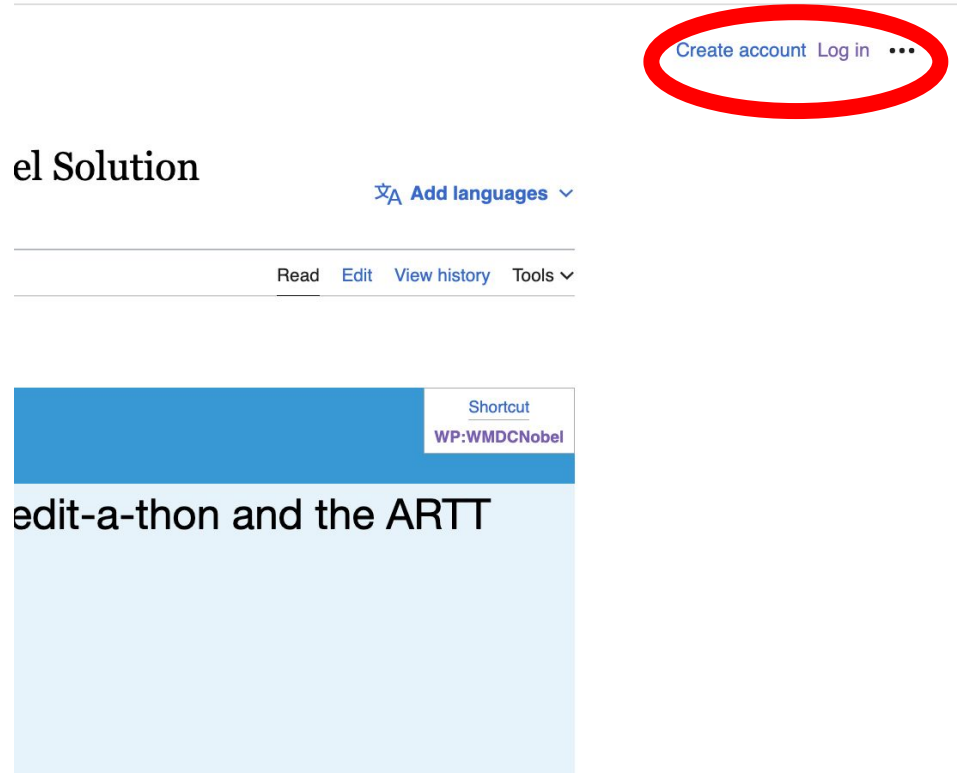 Create account Log in •••
el Solution
文A Add languages
Read Edit View history Tools
Shortcut
WP:WMDCNobel
edit-a-thon and the ARTT